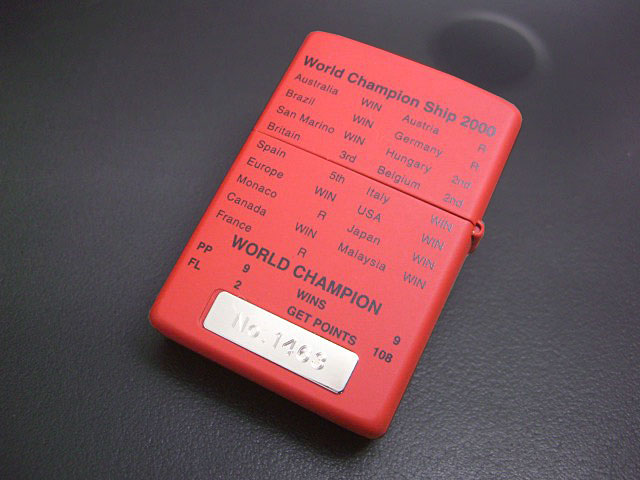 World Champion Ship 2000
Australia WIN Austria R
Brazil WIN Germany R
San Marino WIN Hungary 2nd
Britain 3rd Belgium 2nd
Spain 5th Italy WIN
Europe WIN USA WIN
Monaco R Japan WIN
Canada WIN Malaysia WIN
France R
WORLD CHAMPION
PP 9 WINS 9
FL 2 GET POINTS 108